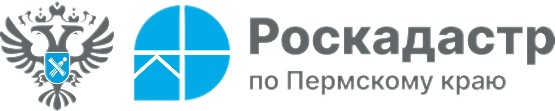 Роскадастр
по Пермскому краю